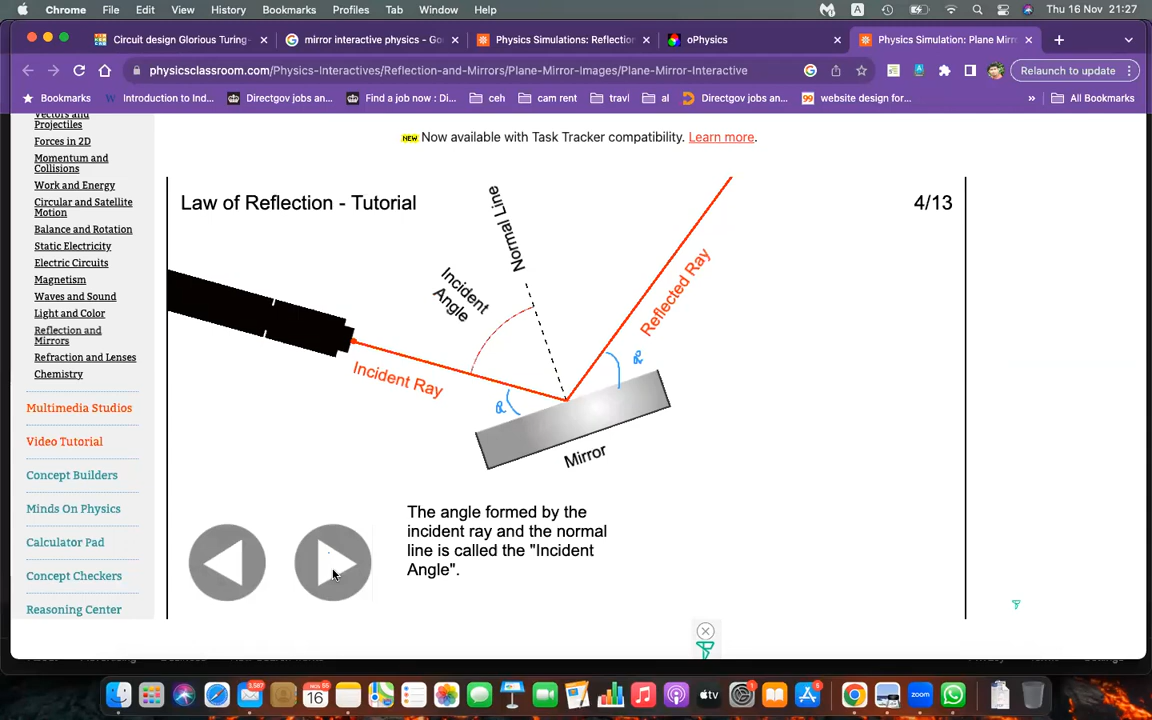 Chrome File Edit View History Bookmarks Profiles Tab Window Help A Thu 16 Nov 21:27
Circuit design Glorious Turing- mirror interactive physics - Go Physics Simulations: Reflection oPhysics Physics Simulation: Plane Mirr
physicsclassroom.com/Physics-Interactives/Reflection-and-Mirrors/Plane-Mirror-Images/Plane-Mirror-Interactive Relaunch to update
Bookmarks Introduction to Ind... Directgov jobs an... Find a job now : Di... ceh cam rent travl al Directgov jobs an... website design for... » All Bookmarks
Vectors and
Projectiles
Forces in 2D
Momentum and
Collisions
Work and Energy
Circular and Satellite
Motion
Balance and Rotation
Static Electricity
Electric Circuits
Magnetism
Waves and Sound
Light and Color
Reflection and
Mirrors
Refraction and Lenses
Chemistry
Multimedia Studios
Video Tutorial
Concept Builders
Minds On Physics
Calculator Pad
Concept Checkers
Reasoning Center
NEW Now available with Task Tracker compatibility. Learn more.
Law of Reflection - Tutorial 4/13
Normal Line
Incident
Angle
Reflected Ray
Incident Ray
Mirror
The angle formed by the
incident ray and the normal
line is called the "Incident
Angle".
3,587 NOV 16 tv zoom